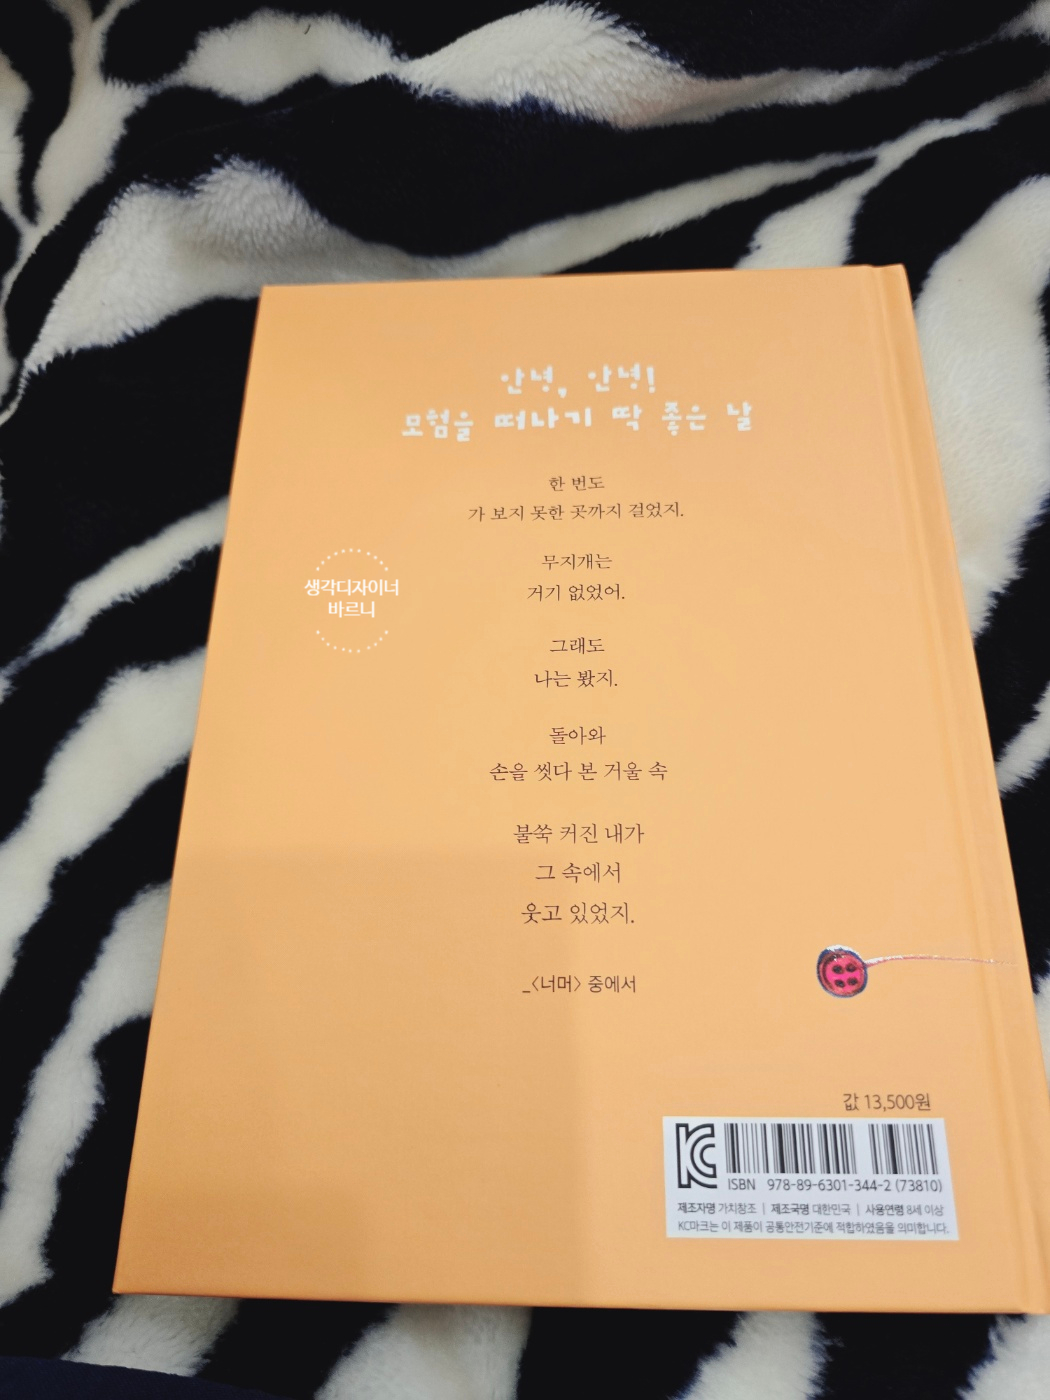 안녕, 안녕!
모험을 떠나기 딱 좋은 날
한 번도
가 보지 못한 곳까지 걸었지.
무지개는
거기 없었어.
그래도
나는 봤지.
돌아와
손을 씻다 본 거울 속
불쑥 커진 내가
그 속에서
웃고 있었지.
_〈너머〉 중에서
생각디자이너
바르니
값 13,500원
ISBN 978-89-6301-344-2 (73810)
제조자명 가치창조 | 제조국명 대한민국 | 사용연령 8세 이상
KC마크는 이 제품이 공통안전기준에 적합하였음을 의미합니다.